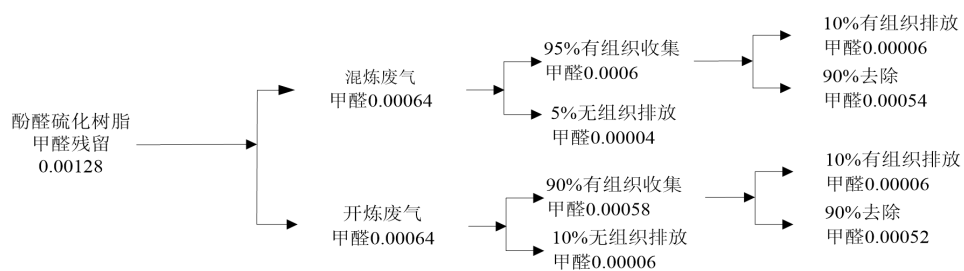 酚醛硫化树脂
甲醛残留
0.00128
混炼废气
甲醛0.00064
95%有组织收集
甲醛0.0006
10%有组织排放
甲醛0.00006
90%去除
甲醛0.00054
5%无组织排放
甲醛0.00004
开炼废气
甲醛0.00064
90%有组织收集
甲醛0.00058
10%有组织排放
甲醛0.00006
90%去除
甲醛0.00052
10%无组织排放
甲醛0.00006